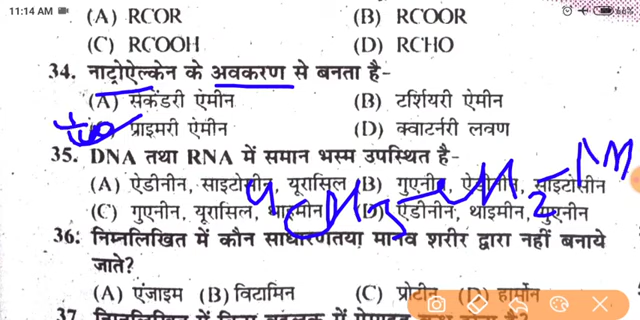 11:14 AM 66%
(A) RCOR (B) RCOOR
(C) RCOOH (D) RCHO
34. नाट्रोऐल्केन के अवकरण से बनता है-
(A) सेकेंडरी ऐमीन (B) टर्शियरी ऐमीन
प्राइमरी ऐमीन (D) क्वाटर्नरी लवण
35. DNA तथा RNA में समान भस्म उपस्थित है-
(A) ऐडीनीन, साइटोसीन, यूरासिल (B) गुएनीन, ऐडीनीन, साइटोसीन
(C) गुएनीन, यूरासिल, थाइमीन (D) ऐडीनीन, थाइमीन, गुएनीन
36. निम्नलिखित में कौन साधारणतया मानव शरीर द्वारा नहीं बनाये
जाते?
(A) एंजाइम (B) विटामिन (C) प्रोटीन (D) हार्मोन
37.